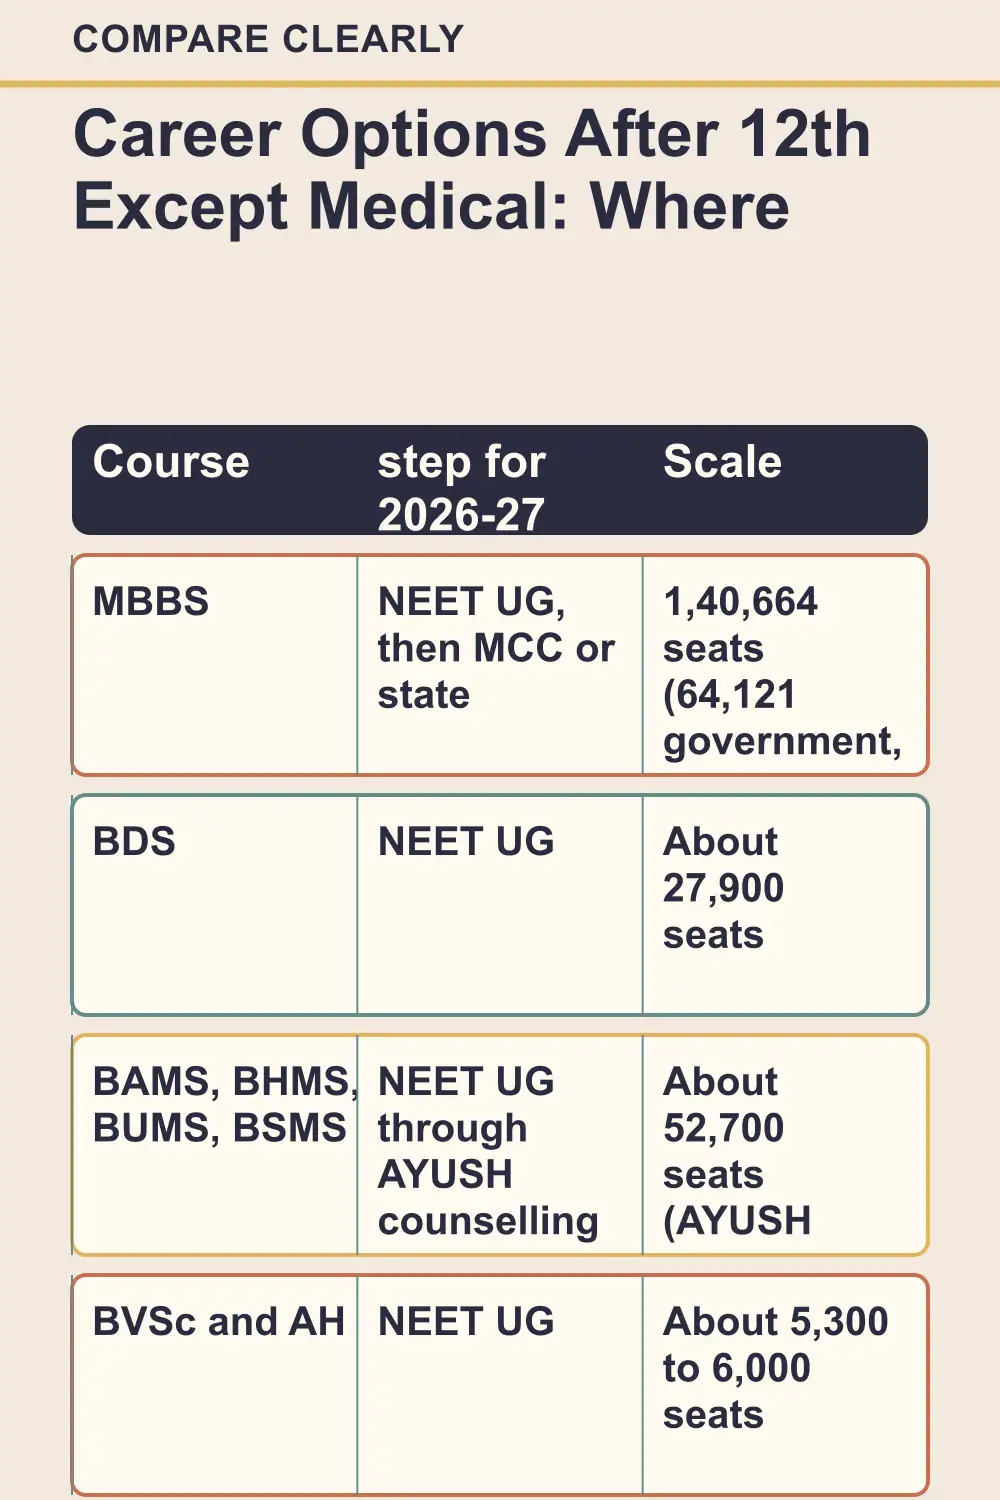 COMPARE CLEARLY
Career Options After 12th
Except Medical: Where
Course
step for
2026-27
Scale
MBBS
NEET UG,
then MCC or
state
1,40,664
seats
(64,121
government,
BDS
NEET UG
About
27,900
seats
BAMS, BHMS,
BUMS, BSMS
NEET UG
through
AYUSH
counselling
About
52,700
seats
(AYUSH
BVSc and AH
NEET UG
About 5,300
to 6,000
seats